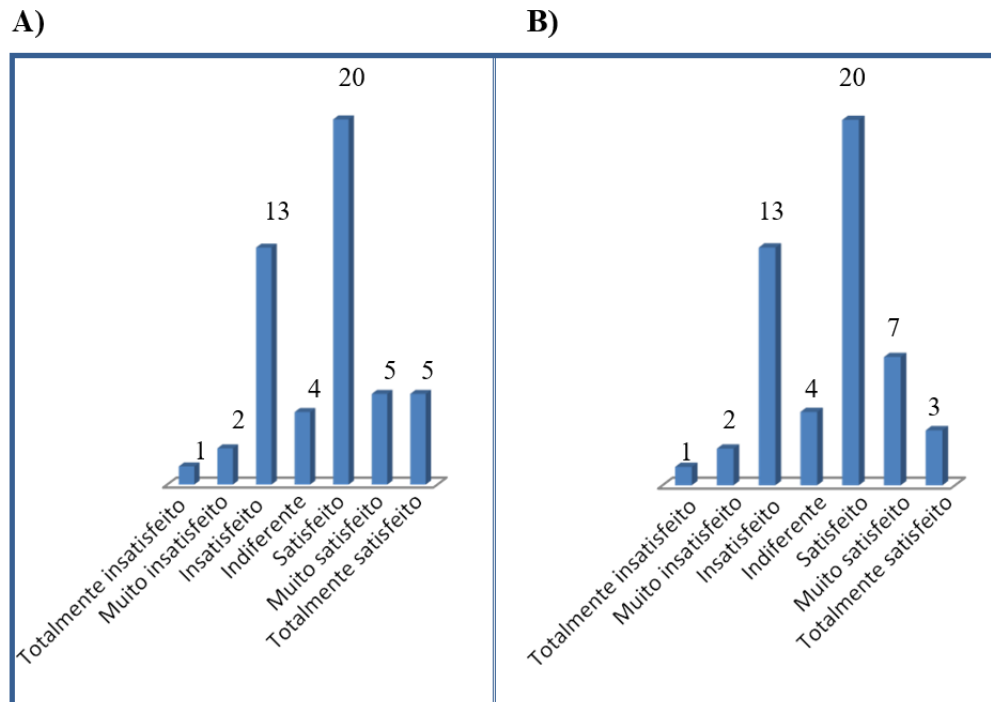 A)
B)
20
13
5
5
4
2
1
Totalmente insatisfeito
Muito insatisfeito
Insatisfeito
Indiferente
Satisfeito
Muito satisfeito
Totalmente satisfeito
20
13
7
4
3
2
1
Totalmente insatisfeito
Muito insatisfeito
Insatisfeito
Indiferente
Satisfeito
Muito satisfeito
Totalmente satisfeito